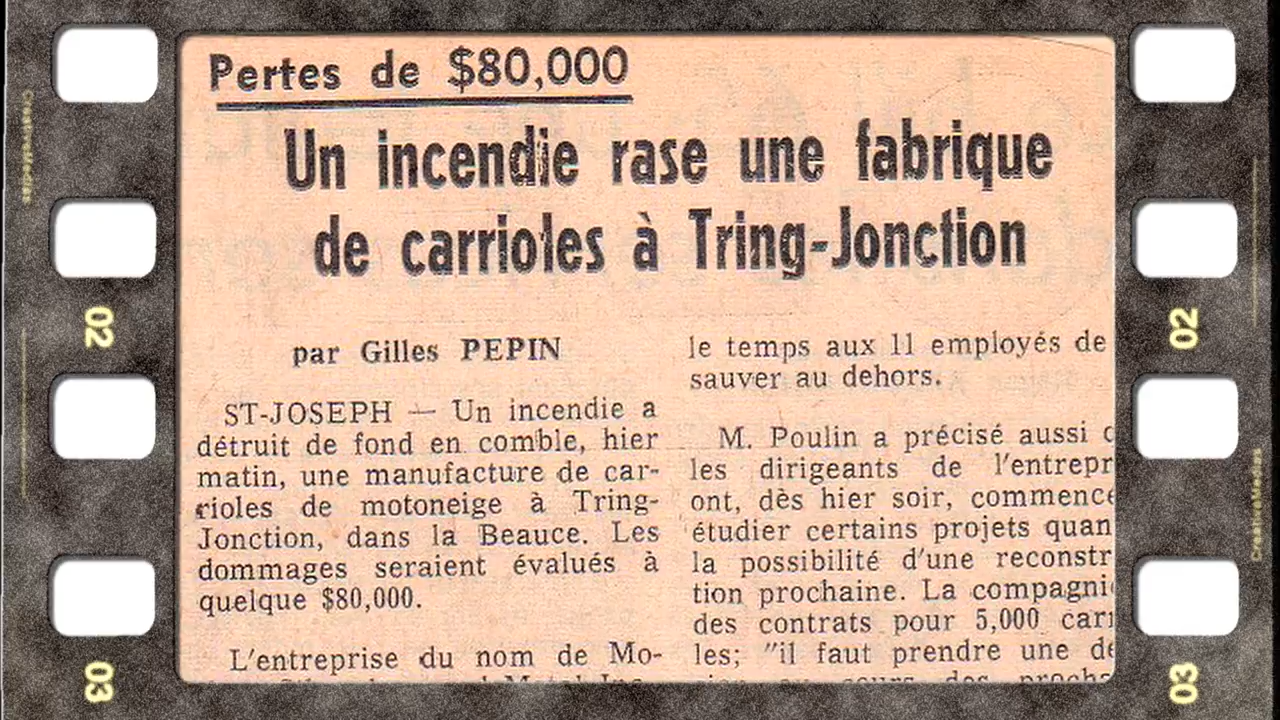 Pertes de $80,000
Un incendie rase une fabrique
de carrioles à Tring-Jonction
par Gilles PEPIN
ST-JOSEPH — Un incendie a
détruit de fond en comble, hier
matin, une manufacture de car-
rioles de motoneige à Tring-
Jonction, dans la Beauce. Les
dommages seraient évalués à
quelque $80,000.
L'entreprise du nom de Mo-
le temps aux 11 employés de
sauver au dehors.
M. Poulin a précisé aussi
les dirigeants de l'entrepr
ont, dès hier soir, commenc
étudier certains projets quan
la possibilité d'une reconstr
tion prochaine. La compagni
des contrats pour 5,000 car
les; "il faut prendre une dé
02
03
02
03
CreativeMedias
CreativeMedias